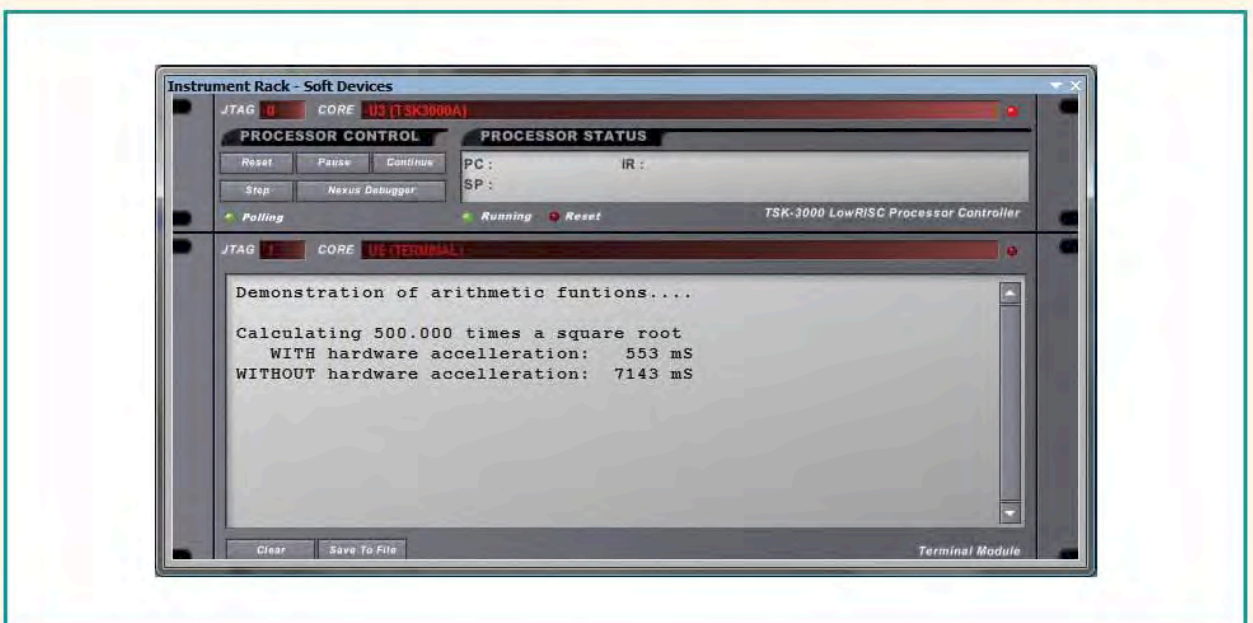 Instrument Rack - Soft Devices
JTAG 0 CORE U3 (TSK3000A)
PROCESSOR CONTROL PROCESSOR STATUS
Reset Pause Continue PC : IR :
Step Nexus Debugger SP :
Polling Running Reset TSK-3000 LowRISC Processor Controller
JTAG 1 CORE (TERMINAL)
Demonstration of arithmetic funtions....
Calculating 500.000 times a square root
WITH hardware accelleration: 553 mS
WITHOUT hardware accelleration: 7143 mS
Clear Save To File Terminal Module